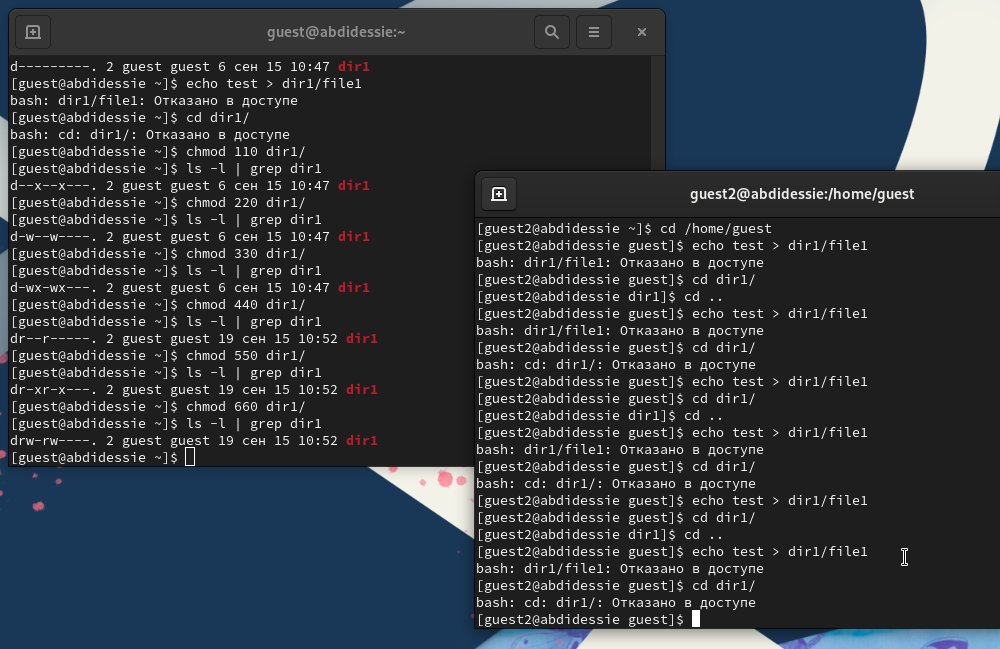 guest@abdidessie:~
d---------. 2 guest guest 6 сен 15 10:47 dir1
[guest@abdidessie ~]$ echo test > dir1/file1
bash: dir1/file1: Отказано в доступе
[guest@abdidessie ~]$ cd dir1/
bash: cd: dir1/: Отказано в доступе
[guest@abdidessie ~]$ chmod 110 dir1/
[guest@abdidessie ~]$ ls -l | grep dir1
d--x--x---. 2 guest guest 6 сен 15 10:47 dir1
[guest@abdidessie ~]$ chmod 220 dir1/
[guest@abdidessie ~]$ ls -l | grep dir1
d-w--w----. 2 guest guest 6 сен 15 10:47 dir1
[guest@abdidessie ~]$ chmod 330 dir1/
[guest@abdidessie ~]$ ls -l | grep dir1
d-wx-wx---. 2 guest guest 6 сен 15 10:47 dir1
[guest@abdidessie ~]$ chmod 440 dir1/
[guest@abdidessie ~]$ ls -l | grep dir1
dr--r-----. 2 guest guest 19 сен 15 10:52 dir1
[guest@abdidessie ~]$ chmod 550 dir1/
[guest@abdidessie ~]$ ls -l | grep dir1
dr-xr-x---. 2 guest guest 19 сен 15 10:52 dir1
[guest@abdidessie ~]$ chmod 660 dir1/
[guest@abdidessie ~]$ ls -l | grep dir1
drw-rw----. 2 guest guest 19 сен 15 10:52 dir1
[guest@abdidessie ~]$
guest2@abdidessie:/home/guest
[guest2@abdidessie ~]$ cd /home/guest
[guest2@abdidessie guest]$ echo test > dir1/file1
bash: dir1/file1: Отказано в доступе
[guest2@abdidessie guest]$ cd dir1/
[guest2@abdidessie dir1]$ cd ..
[guest2@abdidessie guest]$ echo test > dir1/file1
bash: dir1/file1: Отказано в доступе
[guest2@abdidessie guest]$ cd dir1/
bash: cd: dir1/: Отказано в доступе
[guest2@abdidessie guest]$ echo test > dir1/file1
[guest2@abdidessie guest]$ cd dir1/
[guest2@abdidessie dir1]$ cd ..
[guest2@abdidessie guest]$ echo test > dir1/file1
bash: dir1/file1: Отказано в доступе
[guest2@abdidessie guest]$ cd dir1/
bash: cd: dir1/: Отказано в доступе
[guest2@abdidessie guest]$ echo test > dir1/file1
[guest2@abdidessie guest]$ cd dir1/
[guest2@abdidessie dir1]$ cd ..
[guest2@abdidessie guest]$ echo test > dir1/file1
bash: dir1/file1: Отказано в доступе
[guest2@abdidessie guest]$ cd dir1/
bash: cd: dir1/: Отказано в доступе
[guest2@abdidessie guest]$